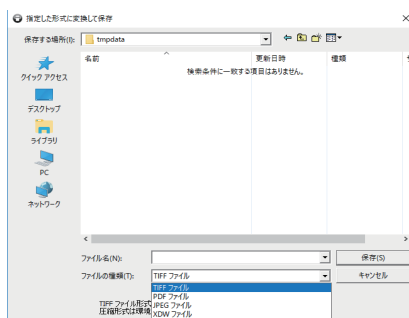 指定した形式に変換して保存
保存する場所(I):
tmpdata
名前
更新日時
種類
検索条件に一致する項目はありません。
クイック アクセス
デスクトップ
ライブラリ
PC
ネットワーク
ファイル名(N):
保存(S)
ファイルの種類(T):
TIFF ファイル
キャンセル
TIFF ファイル
PDF ファイル
JPEG ファイル
XDW ファイル
TIFF ファイル形式
圧縮形式は環境